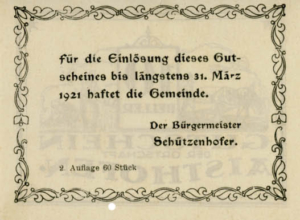 für die Einlösung dieses Gut-
scheines bis längstens 31. März
1921 haftet die Gemeinde.
Der Bürgermeister
Schützenhofer.
2. Auflage 60 Stück